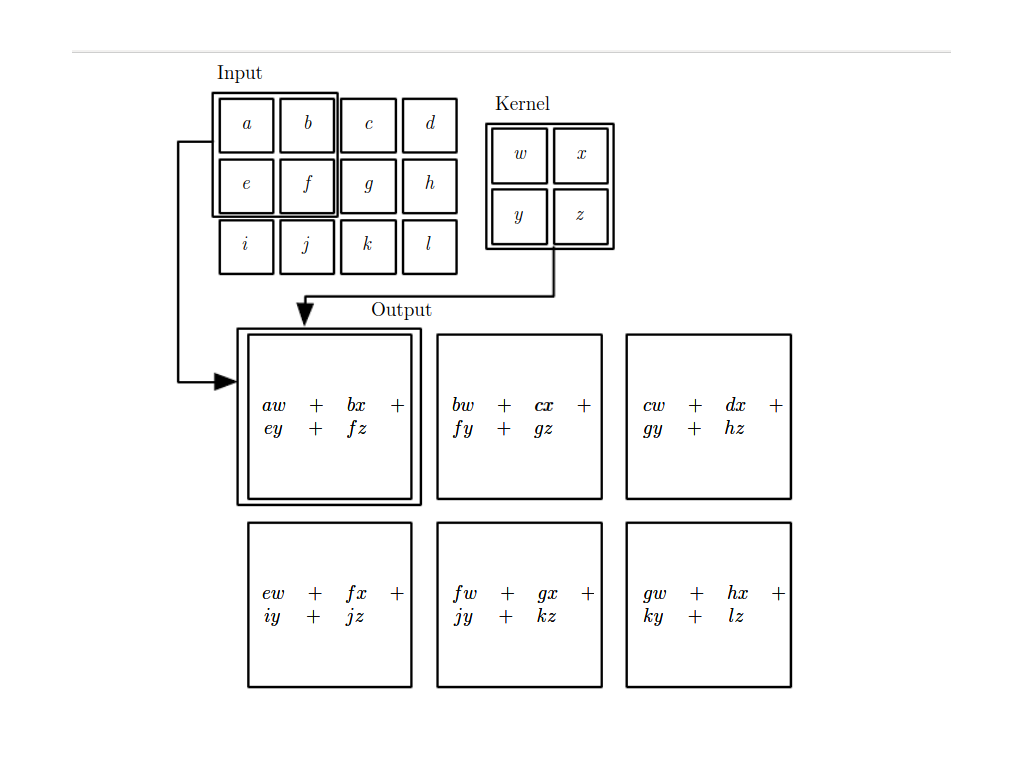 Input
Kernel
a b c d
w x
e f g h
y z
i j k l
Output
aw + bx +
ey + fz
bw + cx +
fy + gz
cw + dx +
gy + hz
ew + fx +
iy + jz
fw + gx +
jy + kz
gw + hx +
ky + lz